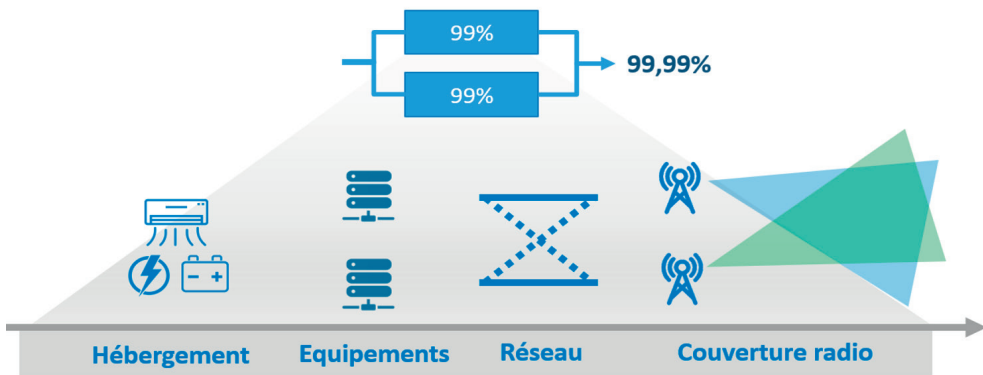 99%
99%
99,99%
Hébergement
Equipements
Réseau
Couverture radio